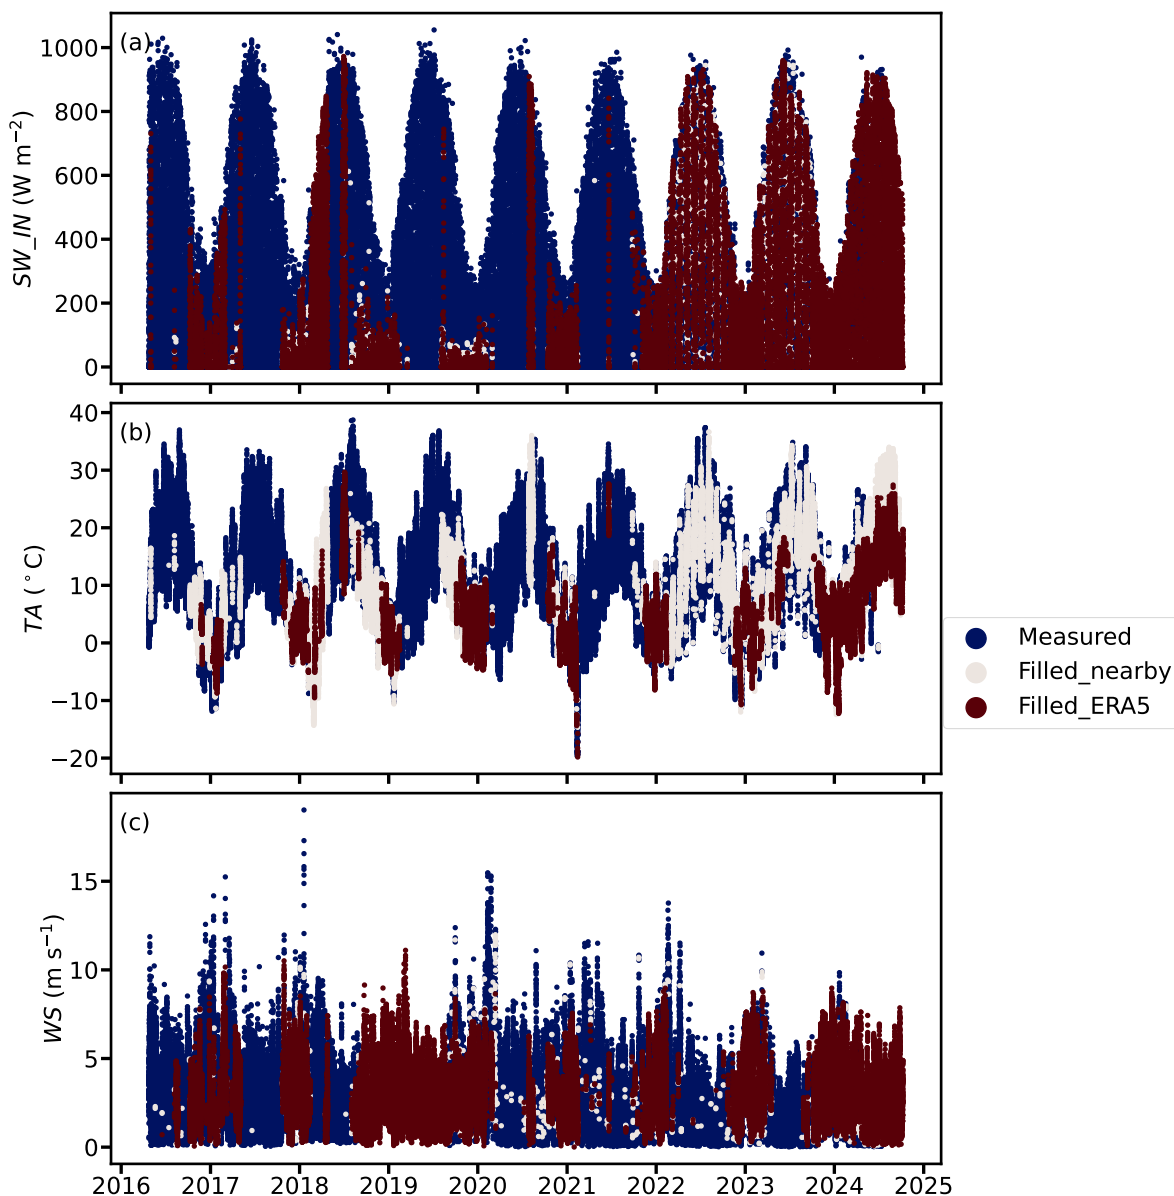 (a)
1000
800
600
400
200
0
SW_IN (W m⁻²)
(b)
40
30
20
10
0
−10
−20
TA (°C)
Measured
Filled_nearby
Filled_ERA5
(c)
15
10
5
0
WS (m s⁻¹)
2016 2017 2018 2019 2020 2021 2022 2023 2024 2025